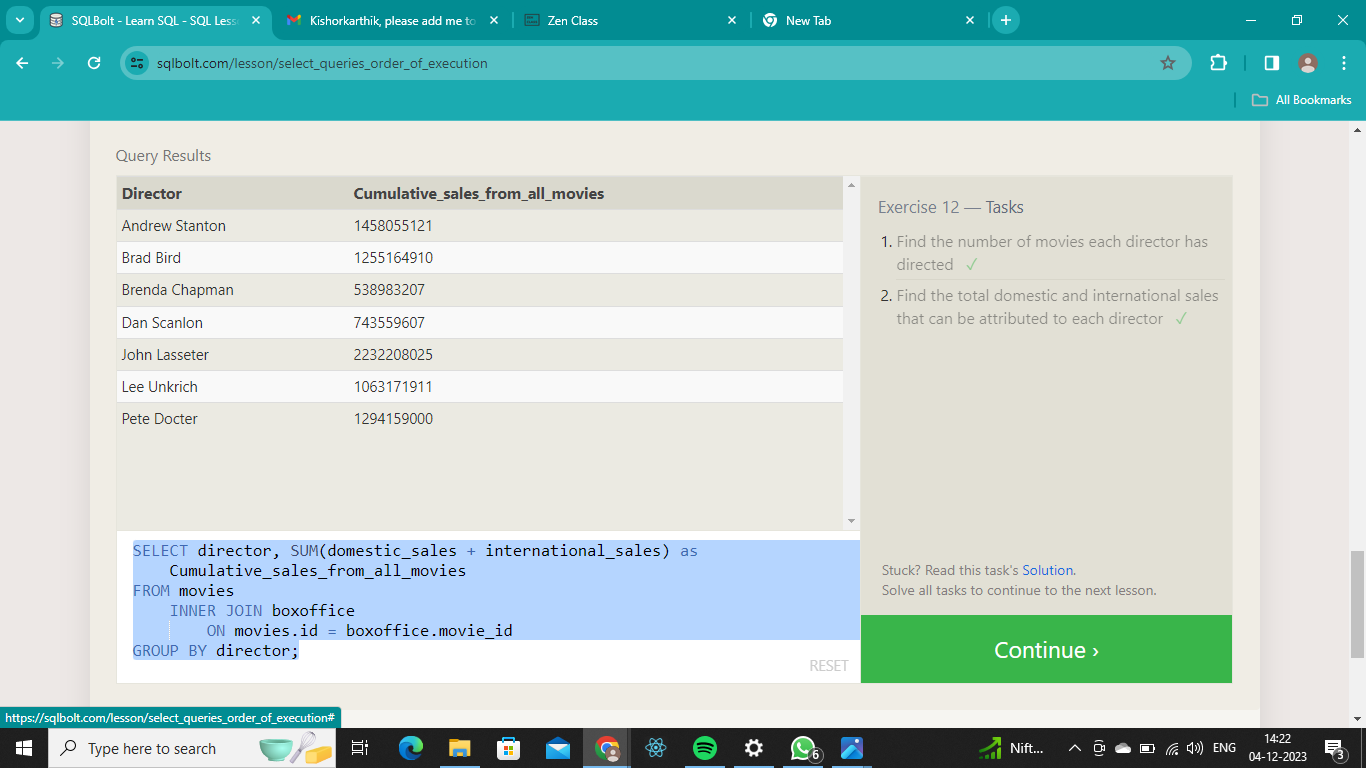 SQLBolt - Learn SQL - SQL Less
Kishorkarthik, please add me to
Zen Class
New Tab
sqlbolt.com/lesson/select_queries_order_of_execution
All Bookmarks
Query Results
Director Cumulative_sales_from_all_movies
Andrew Stanton 1458055121
Brad Bird 1255164910
Brenda Chapman 538983207
Dan Scanlon 743559607
John Lasseter 2232208025
Lee Unkrich 1063171911
Pete Docter 1294159000
Exercise 12 — Tasks
1. Find the number of movies each director has
directed ✓
2. Find the total domestic and international sales
that can be attributed to each director ✓
SELECT director, SUM(domestic_sales + international_sales) as
Cumulative_sales_from_all_movies
FROM movies
INNER JOIN boxoffice
ON movies.id = boxoffice.movie_id
GROUP BY director;
RESET
Stuck? Read this task's Solution.
Solve all tasks to continue to the next lesson.
Continue ›
https://sqlbolt.com/lesson/select_queries_order_of_execution#
Type here to search
6
Nift...
ENG
14:22
04-12-2023
3